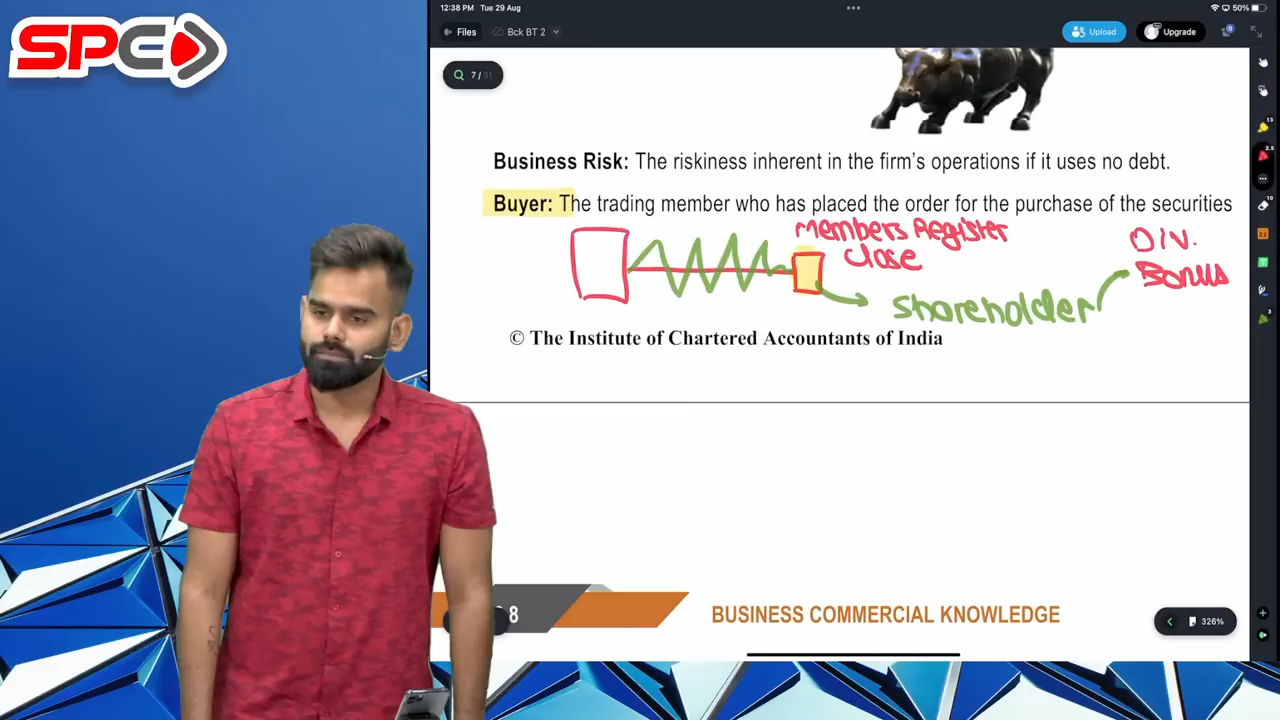 SPC
12:38 PM Tue 29 Aug
50%
Files
Bck BT 2
Upload
Upgrade
7 / 31
Business Risk: The riskiness inherent in the firm's operations if it uses no debt.
Buyer: The trading member who has placed the order for the purchase of the securities
Members Register
Close
Div.
Bonus
Shareholder
© The Institute of Chartered Accountants of India
8
BUSINESS COMMERCIAL KNOWLEDGE
326%